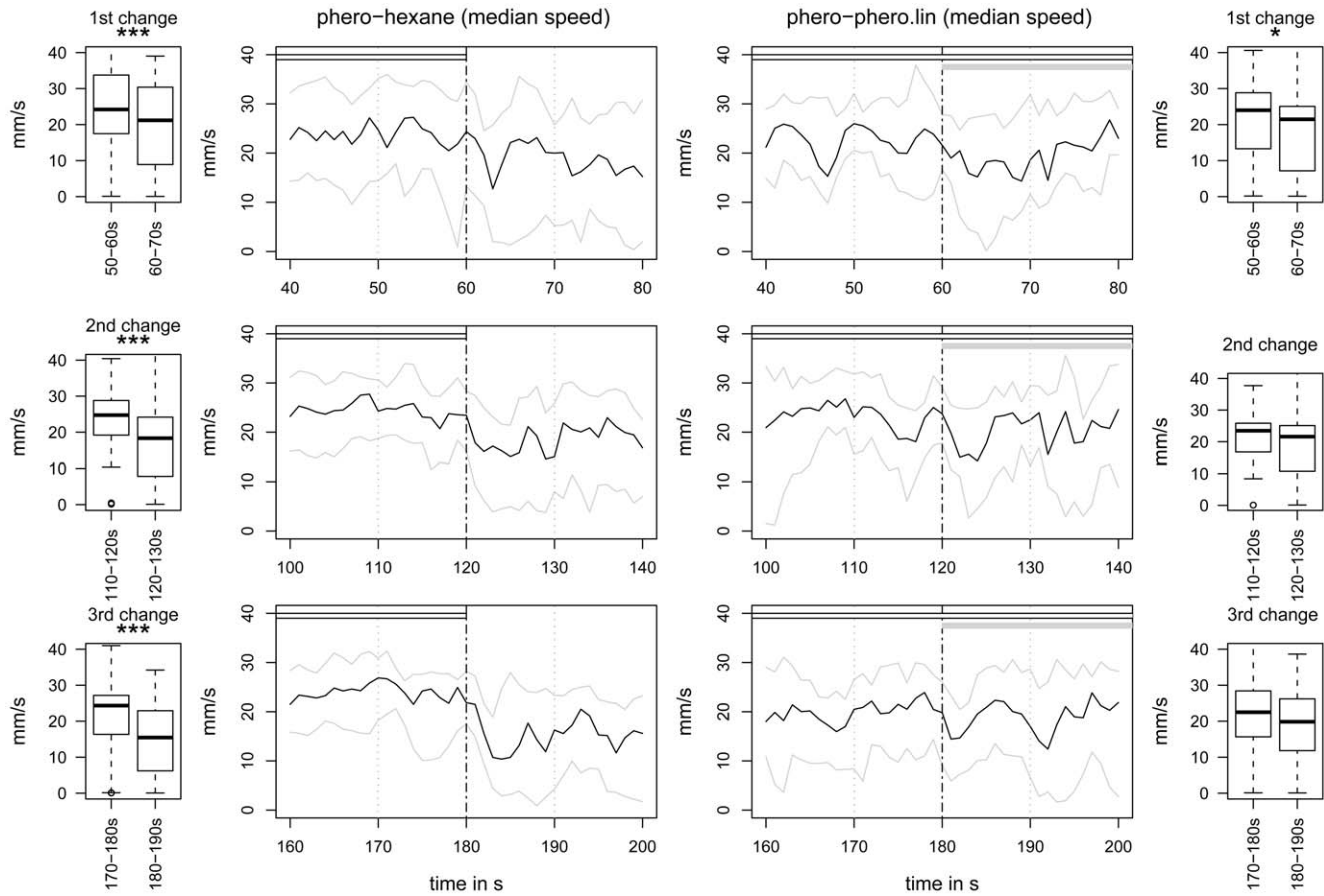 1st change
***
phero-hexane (median speed)
phero-phero.lin (median speed)
1st change
*
mm/s
40
30
20
10
0
50-60s
60-70s
mm/s
40
30
20
10
0
40 50 60 70 80
mm/s
40
30
20
10
0
40 50 60 70 80
mm/s
40
30
20
10
0
50-60s
60-70s
2nd change
***
mm/s
40
30
20
10
0
110-120s
120-130s
mm/s
40
30
20
10
0
100 110 120 130 140
mm/s
40
30
20
10
0
100 110 120 130 140
2nd change
mm/s
40
30
20
10
0
110-120s
120-130s
3rd change
***
mm/s
40
30
20
10
0
170-180s
180-190s
mm/s
40
30
20
10
0
160 170 180 190 200
time in s
mm/s
40
30
20
10
0
160 170 180 190 200
time in s
3rd change
mm/s
40
30
20
10
0
170-180s
180-190s